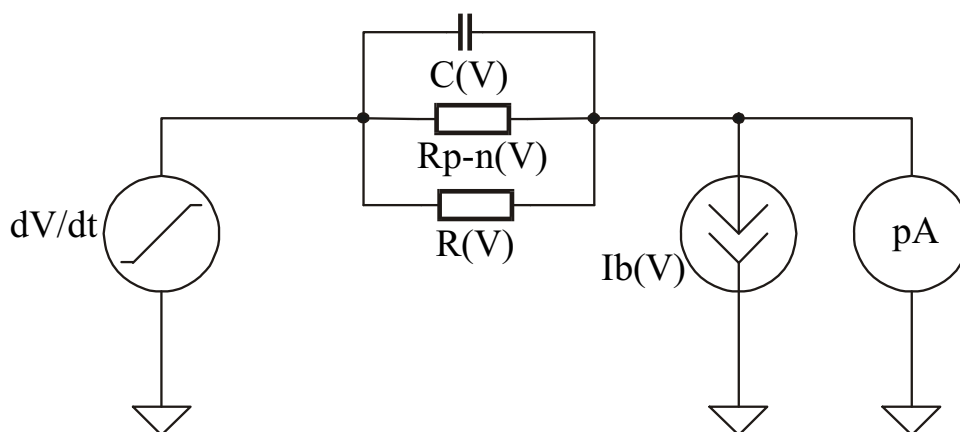 C(V)
Rp-n(V)
R(V)
dV/dt
Ib(V)
pA